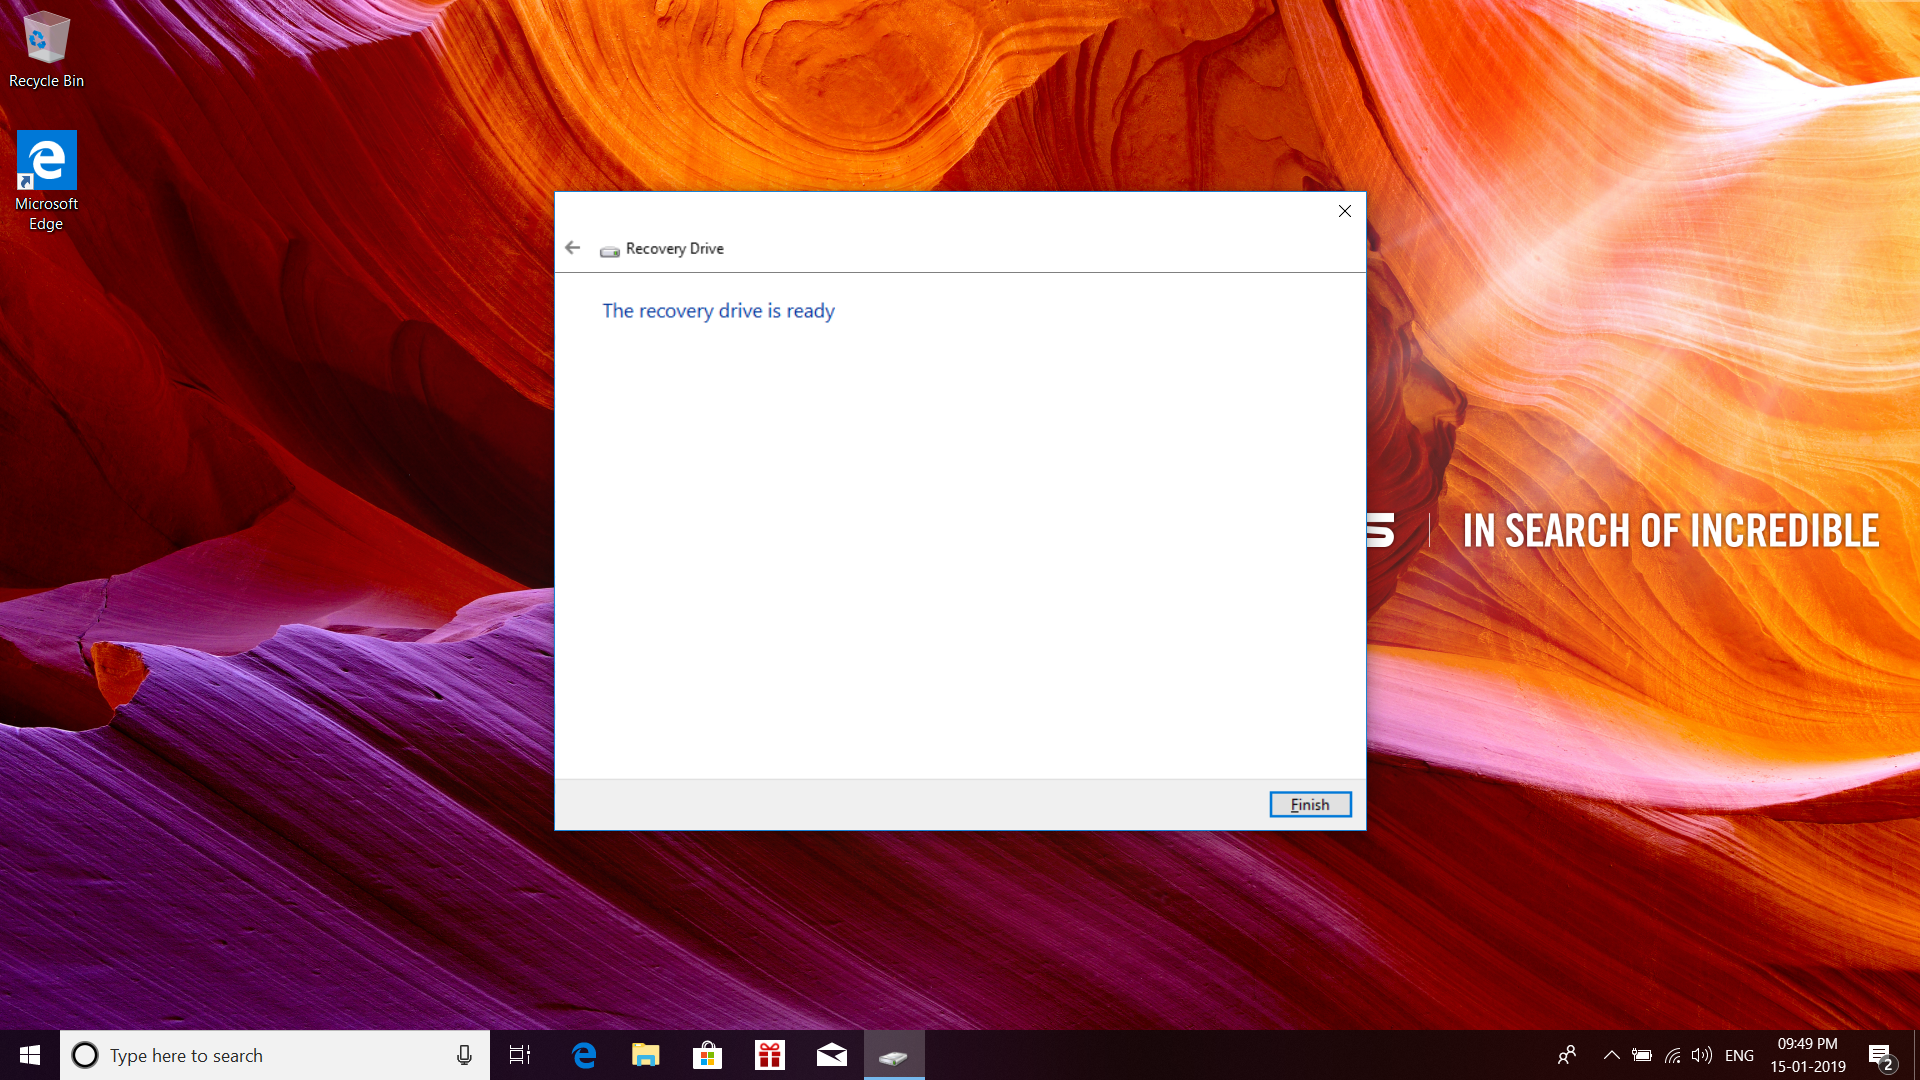 Recycle Bin
Microsoft
Edge
Recovery Drive
The recovery drive is ready
Finish
S | IN SEARCH OF INCREDIBLE
Type here to search
ENG
09:49 PM
15-01-2019
2